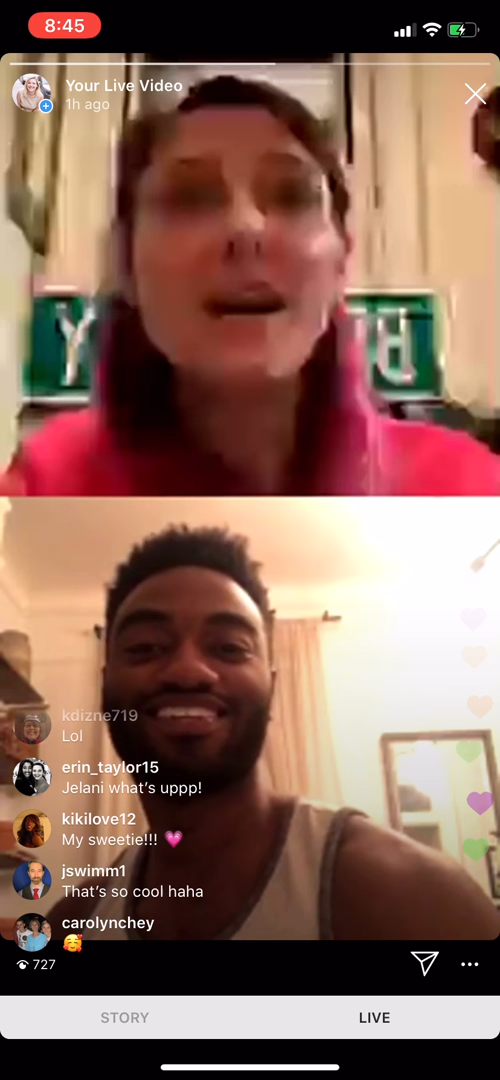 8:45
Your Live Video
1h ago
kdizne719
Lol
erin_taylor15
Jelani what's uppp!
kikilove12
My sweetie!!! 💗
jswimm1
That's so cool haha
carolynchey
🥰
727
STORY
LIVE